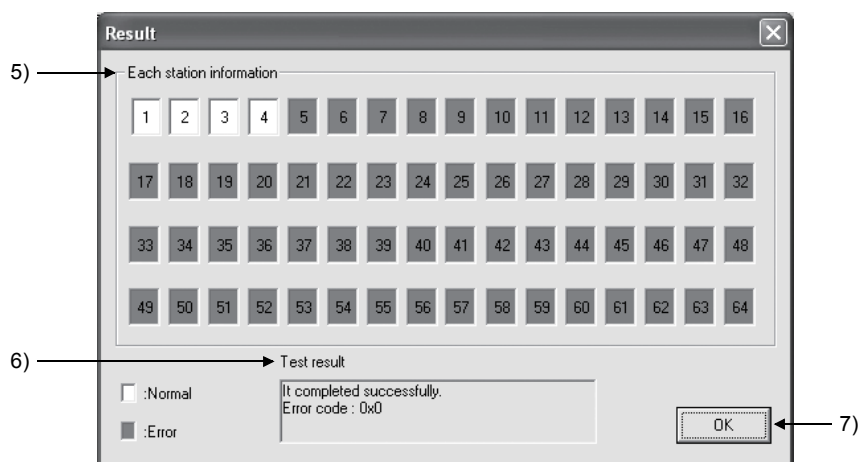 Result
5)
Each station information
1 2 3 4 5 6 7 8 9 10 11 12 13 14 15 16
17 18 19 20 21 22 23 24 25 26 27 28 29 30 31 32
33 34 35 36 37 38 39 40 41 42 43 44 45 46 47 48
49 50 51 52 53 54 55 56 57 58 59 60 61 62 63 64
6)
Test result
:Normal
:Error
It completed successfully.
Error code : 0x0
OK
7)